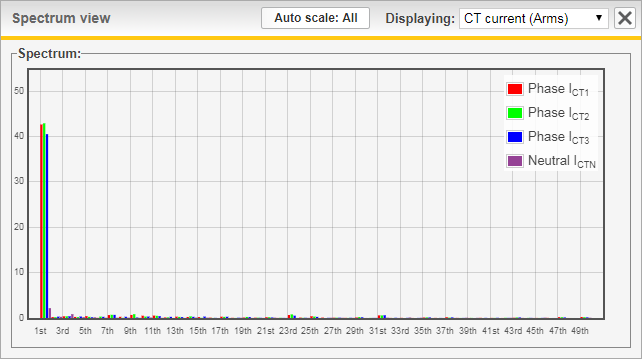 Spectrum view Auto scale: All Displaying: CT current (Arms)
Spectrum:
Phase ICT1
Phase ICT2
Phase ICT3
Neutral ICTN
50
40
30
20
10
0
1st 3rd 5th 7th 9th 11th 13th 15th 17th 19th 21st 23rd 25th 27th 29th 31st 33rd 35th 37th 39th 41st 43rd 45th 47th 49th